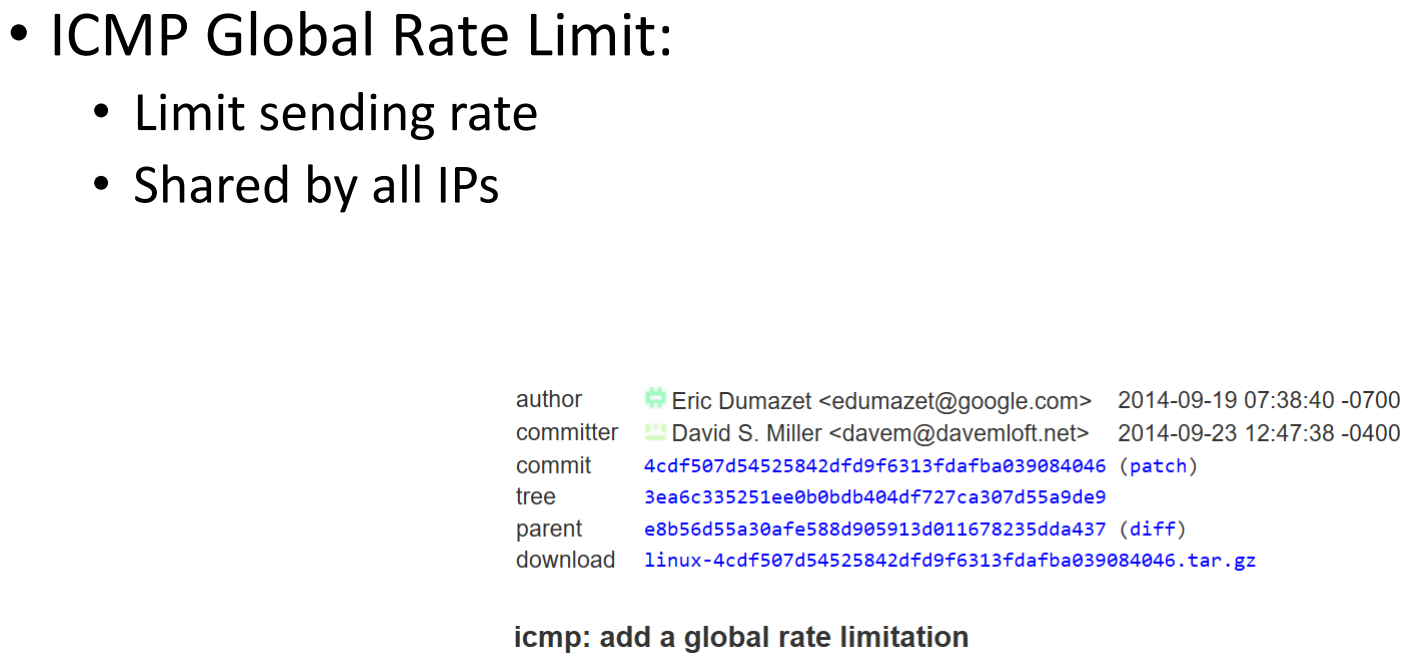 • ICMP Global Rate Limit:
• Limit sending rate
• Shared by all IPs
author Eric Dumazet <edumazet@google.com> 2014-09-19 07:38:40 -0700
committer David S. Miller <davem@davemloft.net> 2014-09-23 12:47:38 -0400
commit 4cdf507d54525842dfd9f6313fdafba039084046 (patch)
tree 3ea6c335251ee0b0bdb404df727ca307d55a9de9
parent e8b56d55a30afe588d905913d011678235dda437 (diff)
download linux-4cdf507d54525842dfd9f6313fdafba039084046.tar.gz
icmp: add a global rate limitation